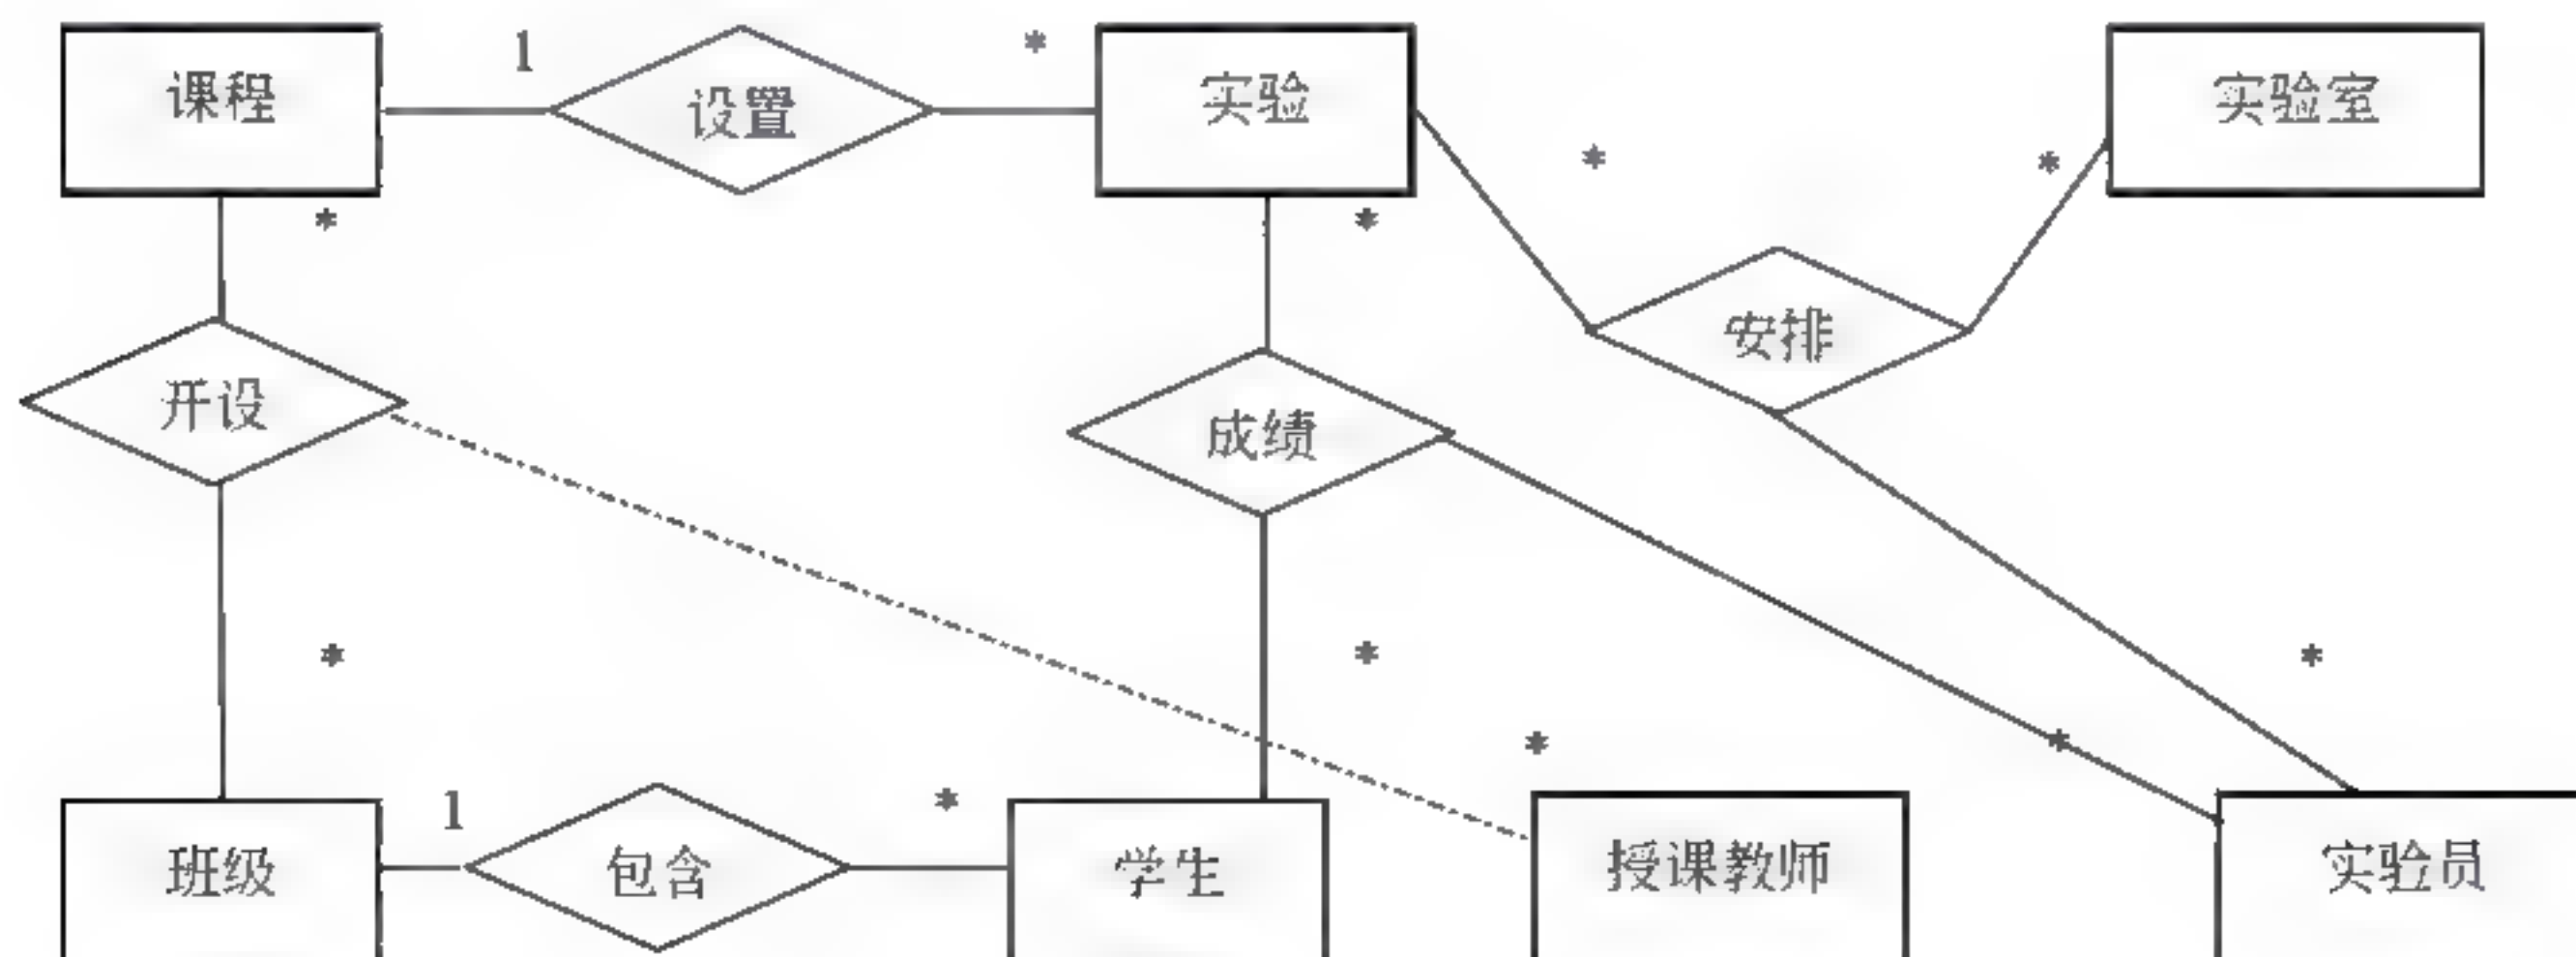 课程 1 设置 * 实验 实验室
* * * *
开设 成绩 安排
* * *
* *
班级 1 包含 * 学生 授课教师 实验员